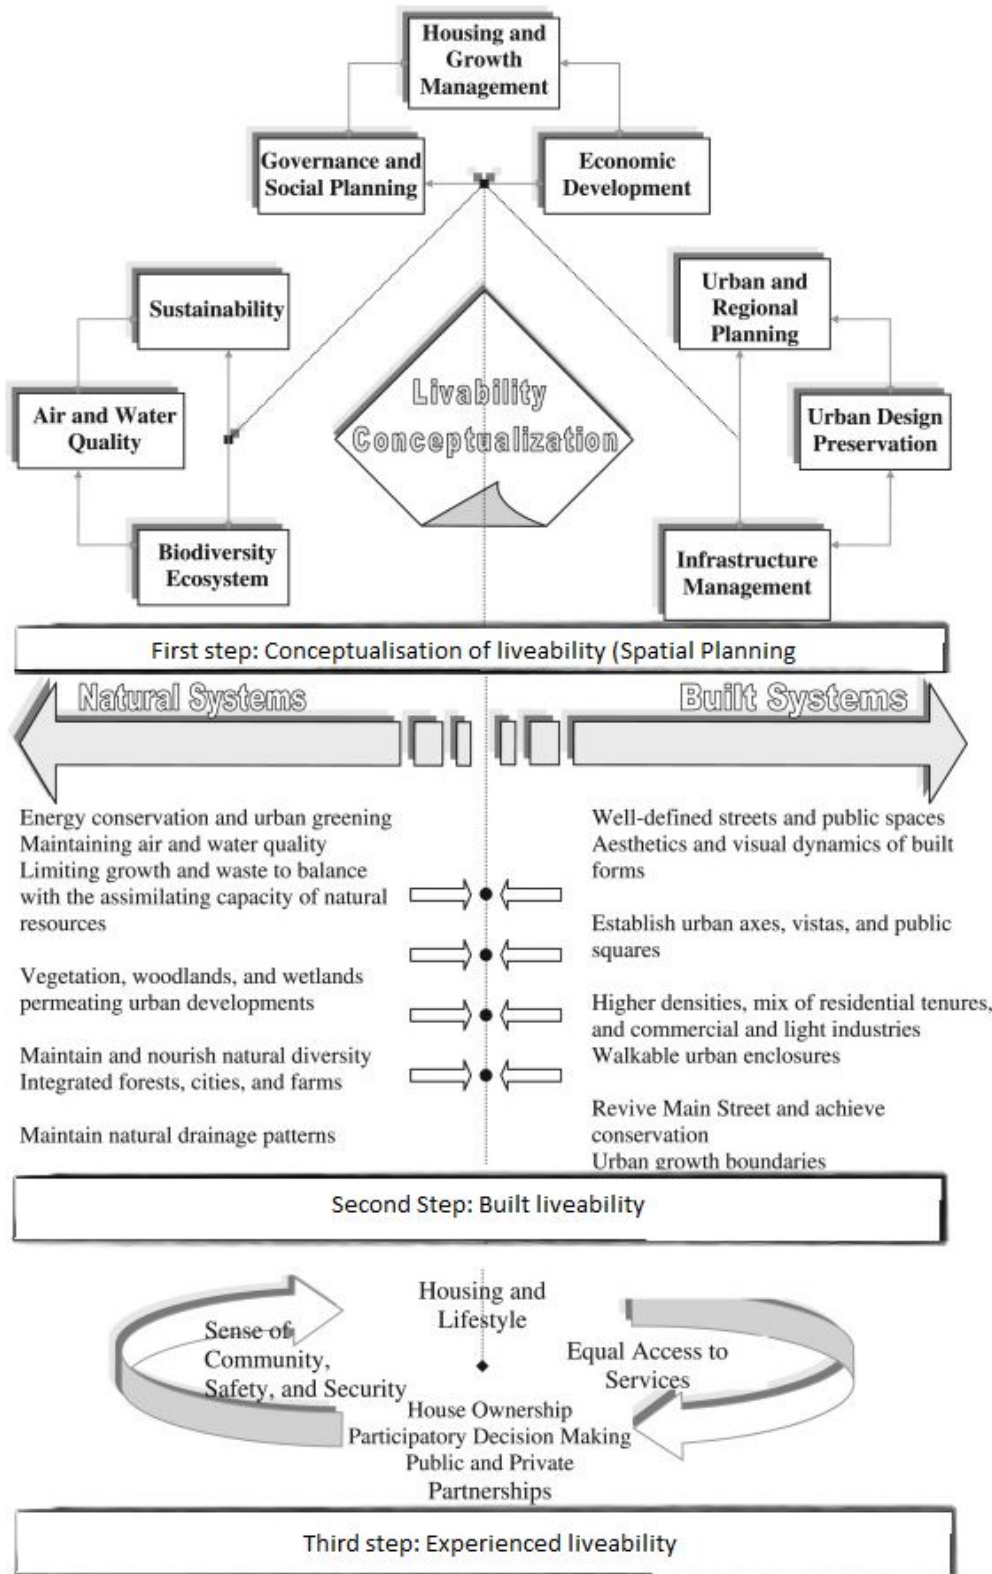 Housing and
Growth
Management
Governance and
Social Planning
Economic
Development
Sustainability
Urban and
Regional
Planning
Air and Water
Quality
Livability
Conceptualization
Urban Design
Preservation
Biodiversity
Ecosystem
Infrastructure
Management
First step: Conceptualisation of liveability (Spatial Planning
Natural Systems
Built Systems
Energy conservation and urban greening
Maintaining air and water quality
Limiting growth and waste to balance
with the assimilating capacity of natural
resources
Vegetation, woodlands, and wetlands
permeating urban developments
Maintain and nourish natural diversity
Integrated forests, cities, and farms
Maintain natural drainage patterns
Well-defined streets and public spaces
Aesthetics and visual dynamics of built
forms
Establish urban axes, vistas, and public
squares
Higher densities, mix of residential tenures,
and commercial and light industries
Walkable urban enclosures
Revive Main Street and achieve
conservation
Urban growth boundaries
Second Step: Built liveability
Housing and
Lifestyle
Sense of
Community,
Safety, and Security
Equal Access to
Services
House Ownership
Participatory Decision Making
Public and Private
Partnerships
Third step: Experienced liveability